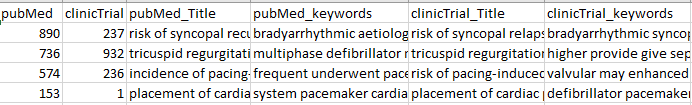 pubMed clinicTrial pubMed_Title pubMed_keywords clinicTrial_Title clinicTrial_keywords
890 237 risk of syncopal recu bradyarrhythmic aetiolog risk of syncopal relaps bradyarrhythmic syncop
736 932 tricuspid regurgitatio multiphase defibrillator r tricuspid regurgitatio higher provide give sep
574 236 incidence of pacing- frequent underwent pace risk of pacing-induced valvular may enhanced
153 1 placement of cardia system pacemaker cardia placement of cardiac defibrillator pacemaker